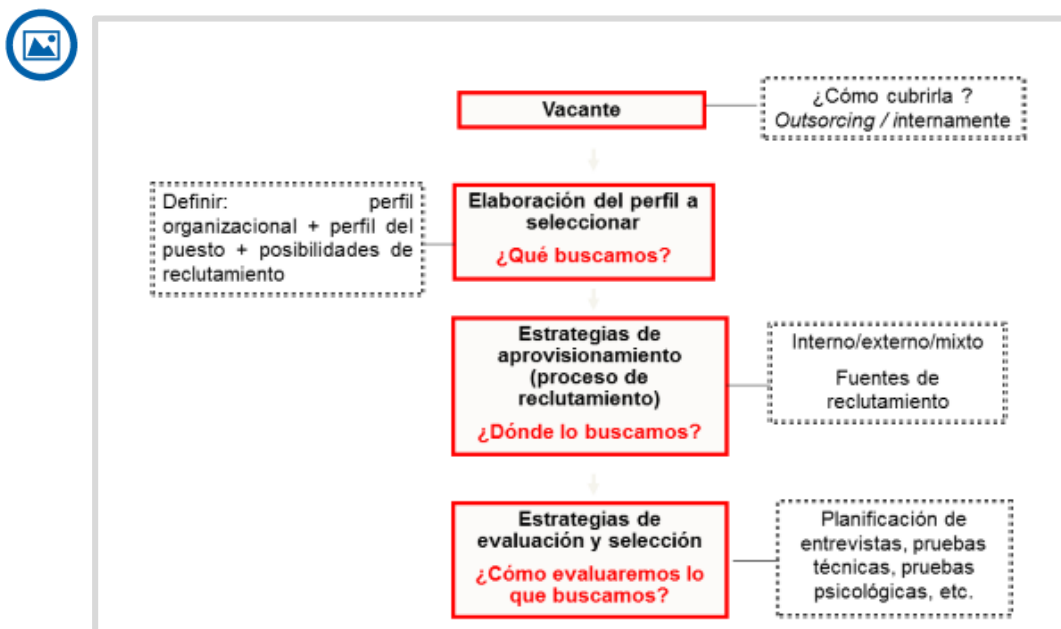 Vacante
¿Cómo cubrirla ?
Outsorcing / internamente
Definir: perfil
organizacional + perfil del
puesto + posibilidades de
reclutamiento
Elaboración del perfil a
seleccionar
¿Qué buscamos?
Estrategias de
aprovisionamiento
(proceso de
reclutamiento)
¿Dónde lo buscamos?
Interno/externo/mixto
Fuentes de
reclutamiento
Estrategias de
evaluación y selección
¿Cómo evaluaremos lo
que buscamos?
Planificación de
entrevistas, pruebas
técnicas, pruebas
psicológicas, etc.